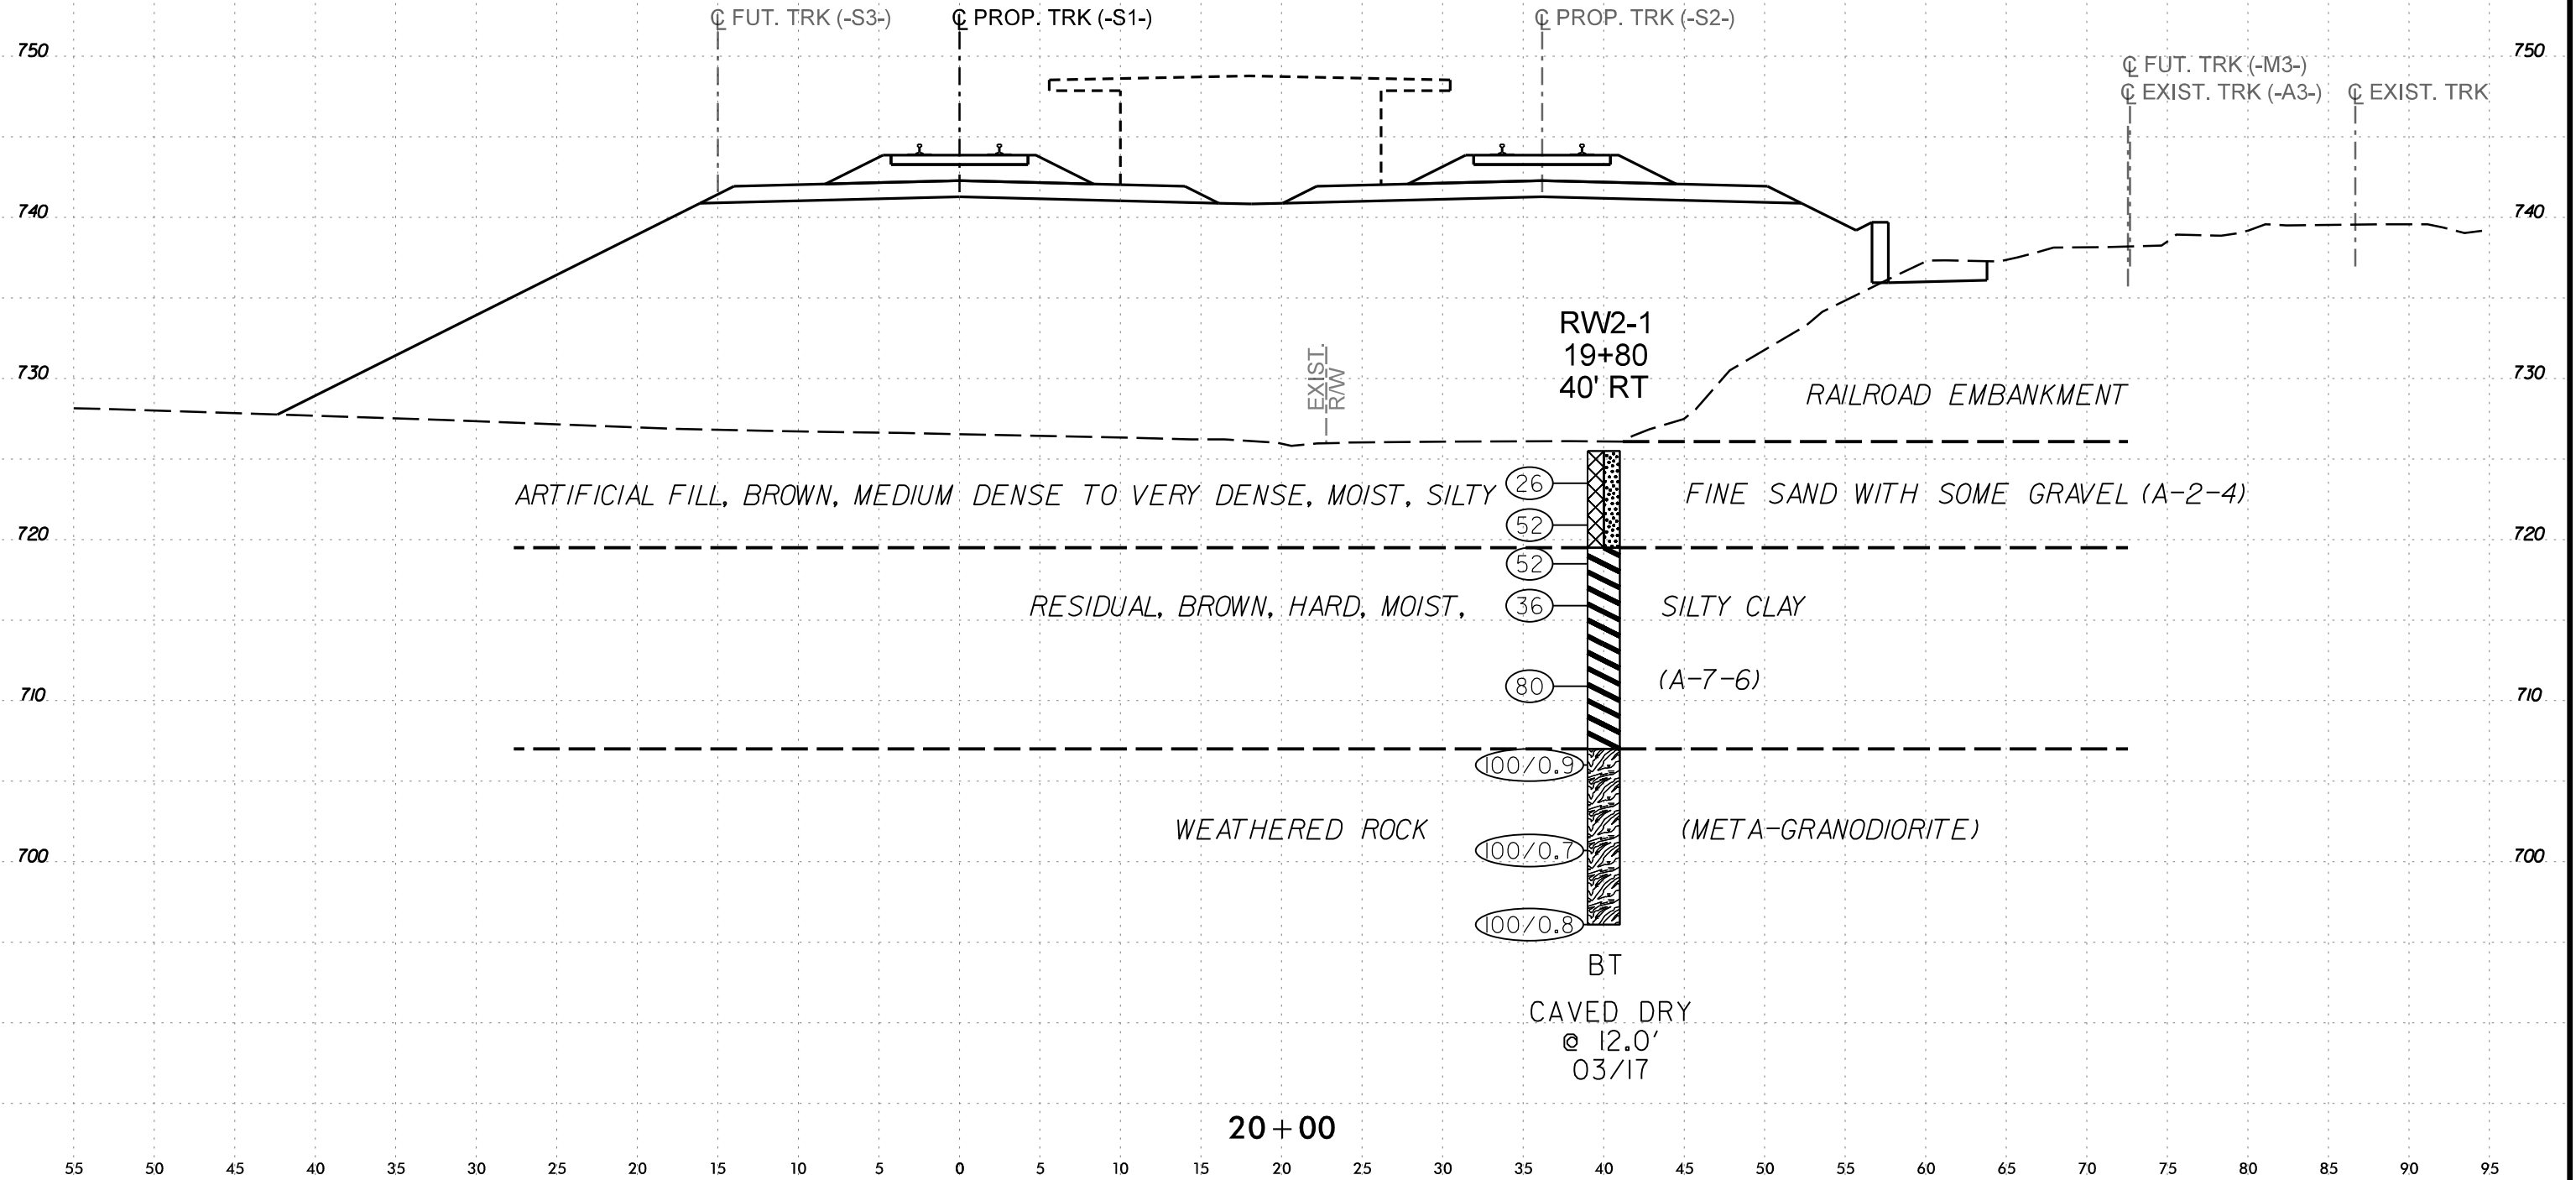 ℄ FUT. TRK (-S3-) ℄ PROP. TRK (-S1-) ℄ PROP. TRK (-S2-)
750 750
℄ FUT. TRK (-M3-)
℄ EXIST. TRK (-A3-) ℄ EXIST. TRK
740 740
RW2-1
19+80
40' RT
EXIST.
R/W
730 730
RAILROAD EMBANKMENT
26
ARTIFICIAL FILL, BROWN, MEDIUM DENSE TO VERY DENSE, MOIST, SILTY FINE SAND WITH SOME GRAVEL (A-2-4)
52
720 720
52
RESIDUAL, BROWN, HARD, MOIST, 36 SILTY CLAY
80 (A-7-6)
710 710
100/0.9
WEATHERED ROCK (META-GRANODIORITE)
700 100/0.7 700
100/0.8
BT
CAVED DRY
@ 12.0'
03/17
20+00
55 50 45 40 35 30 25 20 15 10 5 0 5 10 15 20 25 30 35 40 45 50 55 60 65 70 75 80 85 90 95